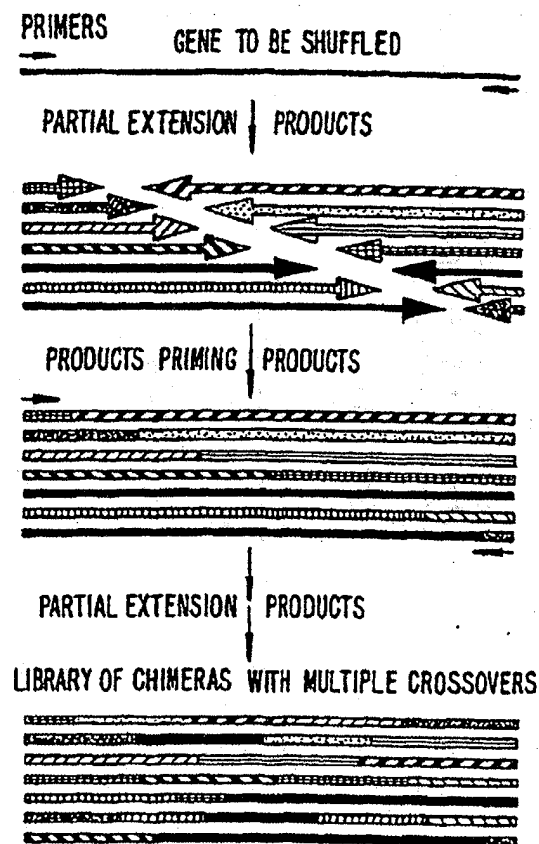 PRIMERS
GENE TO BE SHUFFLED
PARTIAL EXTENSION PRODUCTS
PRODUCTS PRIMING PRODUCTS
PARTIAL EXTENSION PRODUCTS
LIBRARY OF CHIMERAS WITH MULTIPLE CROSSOVERS